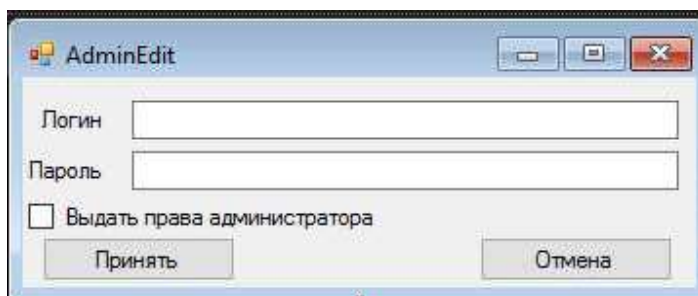 AdminEdit
Логин
Пароль
Выдать права администратора
Принять Отмена